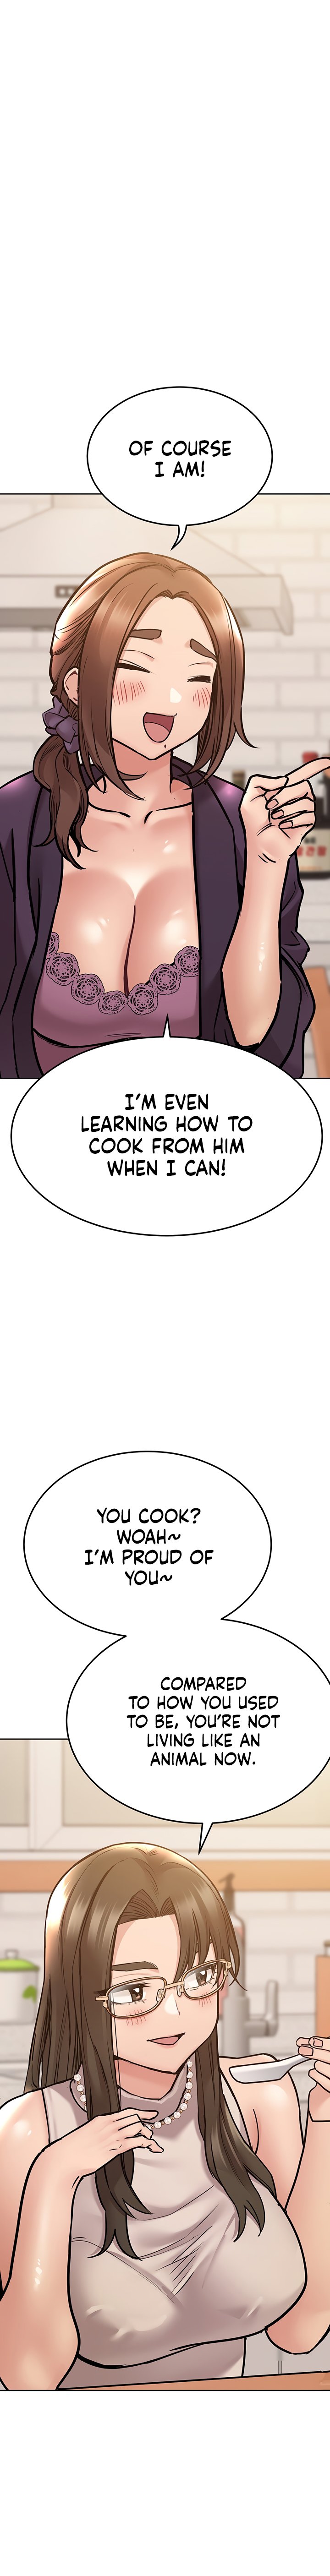 OF COURSE
I AM!
I'M EVEN
LEARNING HOW TO
COOK FROM HIM
WHEN I CAN!
YOU COOK?
WOAH~
I'M PROUD OF
YOU~
COMPARED
TO HOW YOU USED
TO BE, YOU'RE NOT
LIVING LIKE AN
ANIMAL NOW.